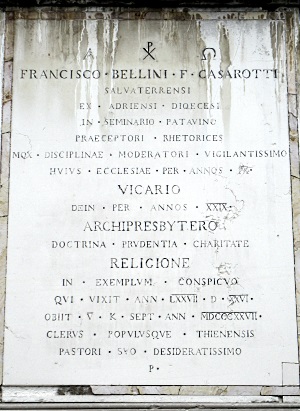 Α ☧ Ω
FRANCISCO · BELLINI · F · CASAROTTI
SALVATERRENSI
EX · ADRIENSI · DIOECESI
IN · SEMINARIO · PATAVINO
PRAECEPTORI · RHETORICES
MOX · DISCIPLINAE · MODERATORI · VIGILANTISSIMO
HVIVS · ECCLESIAE · PER · ANNOS ·
VICARIO
DEIN · PER · ANNOS · XXIX ·
ARCHIPRESBYTERO
DOCTRINA · PRVDENTIA · CHARITATE
RELIGIONE
IN · EXEMPLVM · CONSPICVO
QVI · VIXIT · ANN · LXXVII · D · XXVI ·
OBIIT · V · K · SEPT · ANN · MDCCCXXVII ·
CLERVS · POPVLVSQVE · THIENENSIS
PASTORI · SVO · DESIDERATISSIMO
P ·